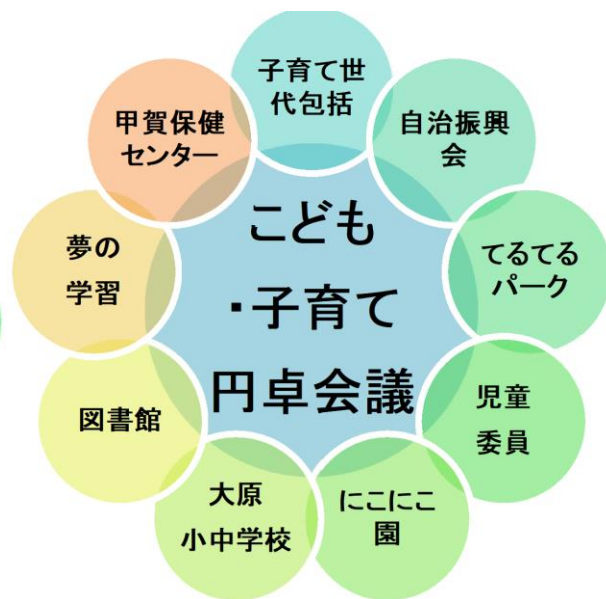 こども
・子育て
円卓会議
子育て世
代包括
自治振興
会
てるてる
パーク
児童
委員
にこにこ
園
大原
小中学校
図書館
夢の
学習
甲賀保健
センター